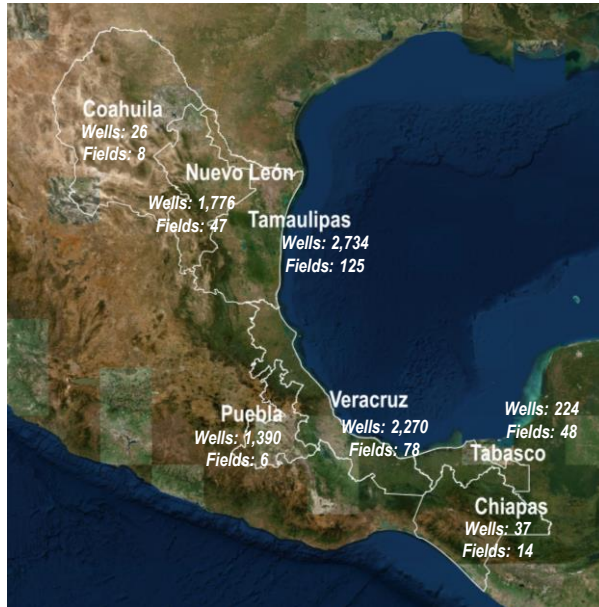 Coahuila
Wells: 26
Fields: 8
Nuevo León
Wells: 1,776
Fields: 47
Tamaulipas
Wells: 2,734
Fields: 125
Veracruz
Wells: 2,270
Fields: 78
Puebla
Wells: 1,390
Fields: 6
Wells: 224
Fields: 48
Tabasco
Chiapas
Wells: 37
Fields: 14